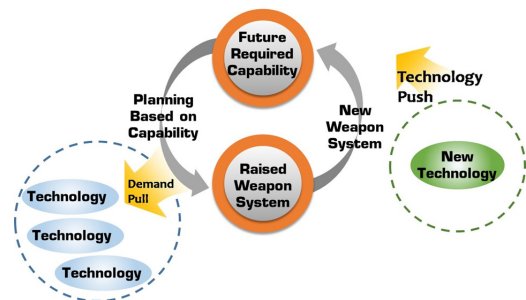 Future
Required
Capability
Planning
Based on
Capability
New
Weapon
System
Technology
Push
New
Technology
Raised
Weapon
System
Demand
Pull
Technology
Technology
Technology